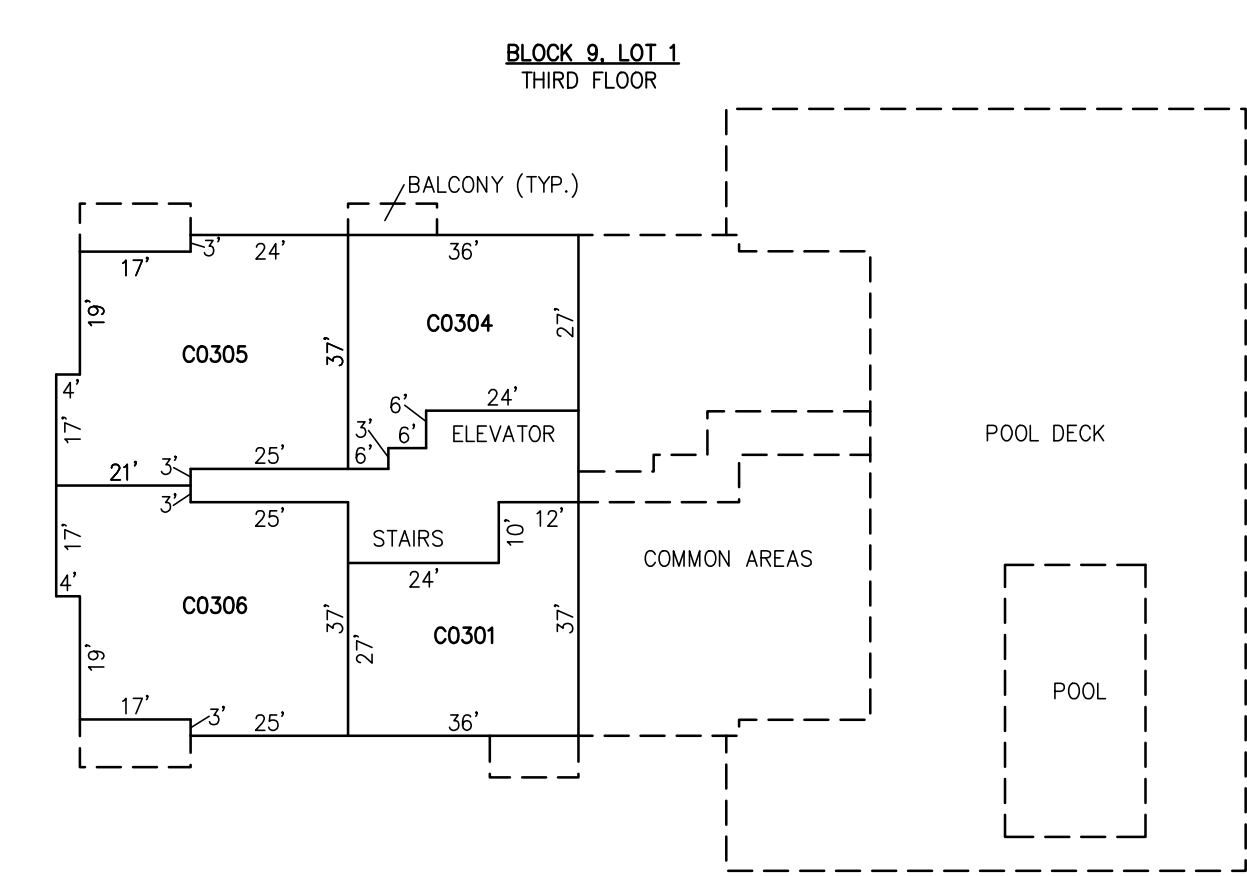 BLOCK 9, LOT 1
THIRD FLOOR
BALCONY (TYP.)
3'
24'
36'
17'
19'
C0304
27'
C0305
37'
4'
6'
24'
17'
3'
6'
ELEVATOR
POOL DECK
25'
6'
21'
3'
3'
25'
12'
17'
STAIRS
10'
COMMON AREAS
4'
24'
C0306
37'
C0301
37'
27'
19'
POOL
17'
3'
25'
36'